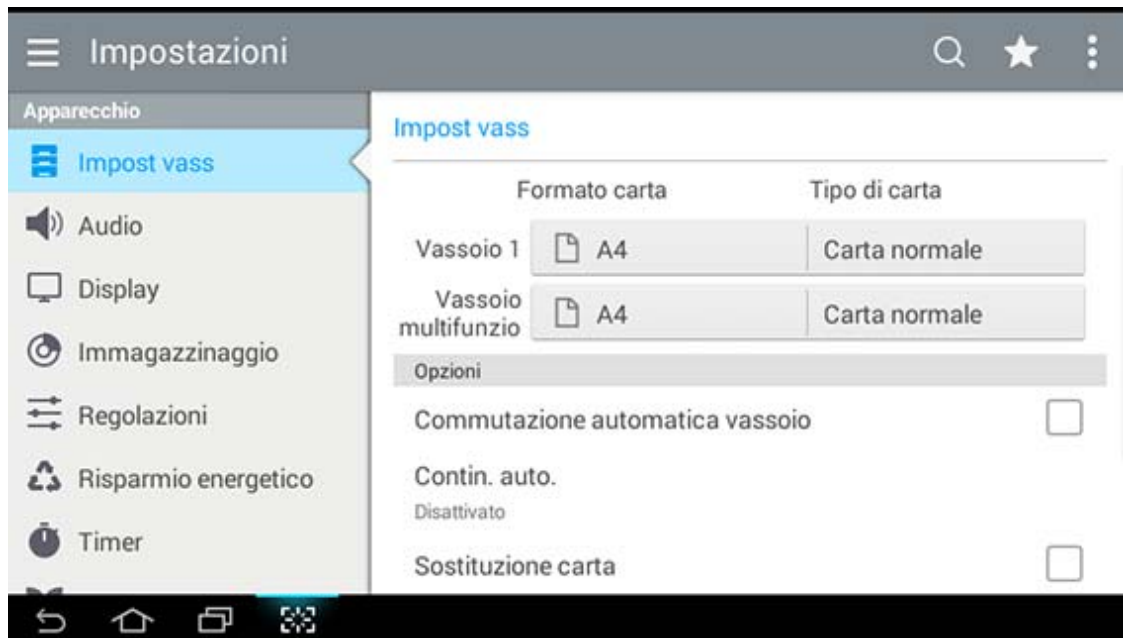 Impostazioni
Apparecchio
Impost vass
Audio
Display
Immagazzinaggio
Regolazioni
Risparmio energetico
Timer
Impost vass
Formato carta Tipo di carta
Vassoio 1 A4 Carta normale
Vassoio
multifunzio A4 Carta normale
Opzioni
Commutazione automatica vassoio
Contin. auto.
Disattivato
Sostituzione carta